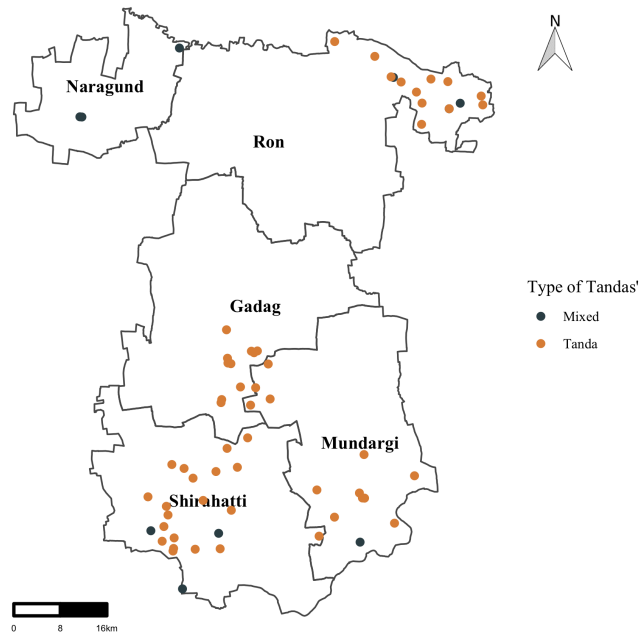 N
Naragund
Ron
Gadag
Type of Tandas'
Mixed
Tanda
Mundargi
Shirahatti
0 8 16km